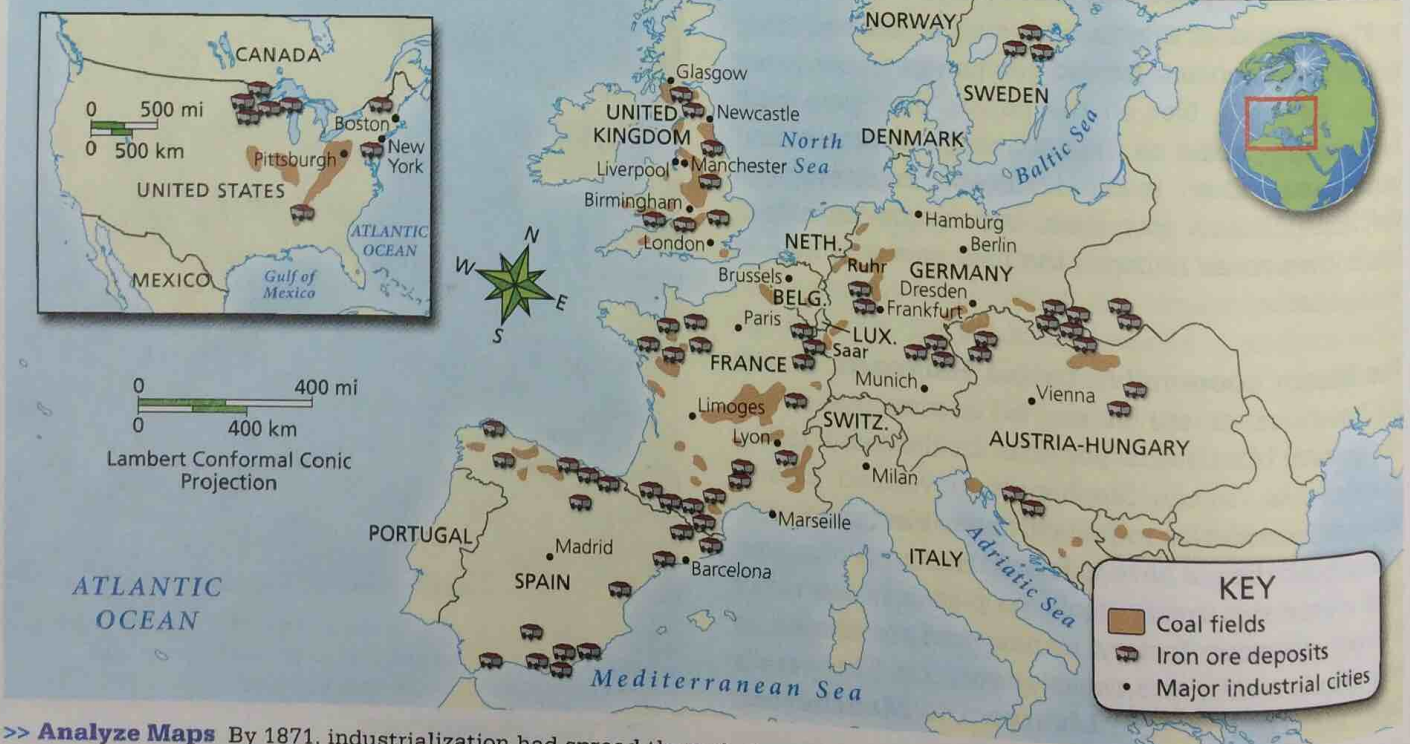 CANADA
0 500 mi
0 500 km
Boston
New
York
Pittsburgh
UNITED STATES
ATLANTIC
OCEAN
MEXICO
Gulf of
Mexico
N
W
E
S
0 400 mi
0 400 km
Lambert Conformal Conic
Projection
NORWAY
SWEDEN
Glasgow
UNITED
KINGDOM
Newcastle
North
Sea
DENMARK
Baltic Sea
Liverpool
Manchester
Birmingham
London
Hamburg
Berlin
NETH.
Ruhr
GERMANY
Brussels
BELG.
Dresden
Frankfurt
Paris
LUX.
Saar
FRANCE
Munich
Vienna
Limoges
SWITZ.
Lyon
AUSTRIA-HUNGARY
Milan
Marseille
PORTUGAL
Madrid
SPAIN
Barcelona
ITALY
Adriatic Sea
ATLANTIC
OCEAN
Mediterranean Sea
KEY
Coal fields
Iron ore deposits
Major industrial cities
>> Analyze Maps By 1871, industrialization had spread